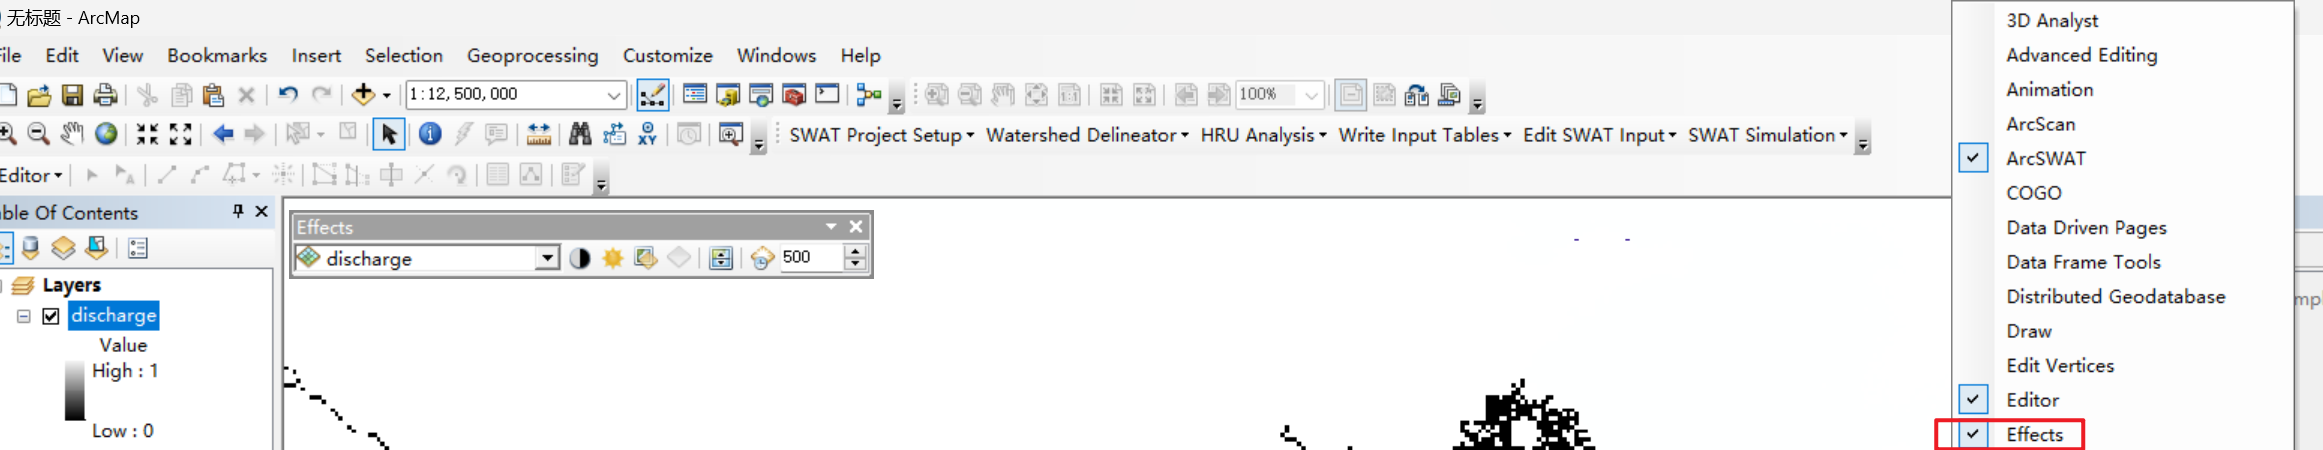 无标题 - ArcMap
File Edit View Bookmarks Insert Selection Geoprocessing Customize Windows Help
1:12,500,000
100%
SWAT Project Setup Watershed Delineator HRU Analysis Write Input Tables Edit SWAT Input SWAT Simulation
Editor
Table Of Contents
Layers
discharge
Value
High : 1
Low : 0
Effects
discharge
500
3D Analyst
Advanced Editing
Animation
ArcScan
ArcSWAT
COGO
Data Driven Pages
Data Frame Tools
Distributed Geodatabase
Draw
Edit Vertices
Editor
Effects